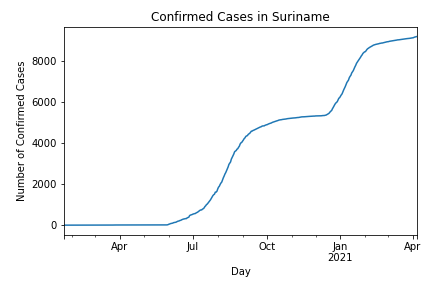 Confirmed Cases in Suriname
Number of Confirmed Cases
8000
6000
4000
2000
0
Apr
Jul
Oct
Jan
2021
Apr
Day